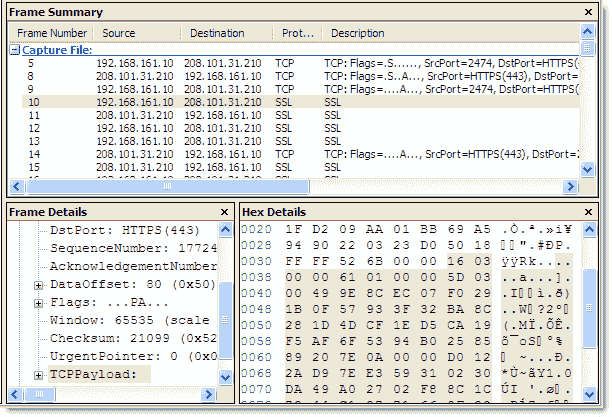 Frame Summary
Frame Number Source Destination Prot... Description
Capture File:
5 192.168.161.10 208.101.31.210 TCP TCP: Flags=.S......, SrcPort=2474, DstPort=HTTPS(4
8 208.101.31.210 192.168.161.10 TCP TCP: Flags=.S..A..., SrcPort=HTTPS(443), DstPort=2
9 192.168.161.10 208.101.31.210 TCP TCP: Flags=....A..., SrcPort=2474, DstPort=HTTPS(
10 192.168.161.10 208.101.31.210 SSL SSL
11 208.101.31.210 192.168.161.10 SSL SSL
12 208.101.31.210 192.168.161.10 SSL SSL
13 192.168.161.10 208.101.31.210 SSL SSL
14 208.101.31.210 192.168.161.10 TCP TCP: Flags=....A..., SrcPort=HTTPS(443), DstPort=2
15 208.101.31.210 192.168.161.10 SSL SSL
Frame Details
DstPort: HTTPS(443)
SequenceNumber: 17724
AcknowledgementNumber
DataOffset: 80 (0x50)
Flags: ...PA...
Window: 65535 (scale
Checksum: 21099 (0x52
UrgentPointer: 0 (0x0
TCPPayload:
Hex Details
0020 1F D2 09 AA 01 BB 69 A5 .Ò.ª.»i¥
0028 94 90 22 03 23 D0 50 18 ".#ÐP.
0030 FF FF 52 6B 00 00 16 03 ÿÿRk....
0038 00 00 61 01 00 00 5D 03 ..a...].
0040 00 49 9E 8C EC 07 F0 29 .I ì.ð)
0048 1B 0F 57 93 3F 32 BA 8C ..W ?2º
0050 28 1D 4D CF 1E D5 CA 19 (.MÏ.ÕÊ.
0058 F5 AF 6F 53 94 B0 25 85 õ¯oS °%
0060 89 20 7E 0A 00 00 D0 12 ~...Ð.
0068 2A D9 7E E3 59 31 02 30 *Ù~ãY1.0
0070 DA 49 A0 27 02 F8 8C 1C ÚI '.ø .